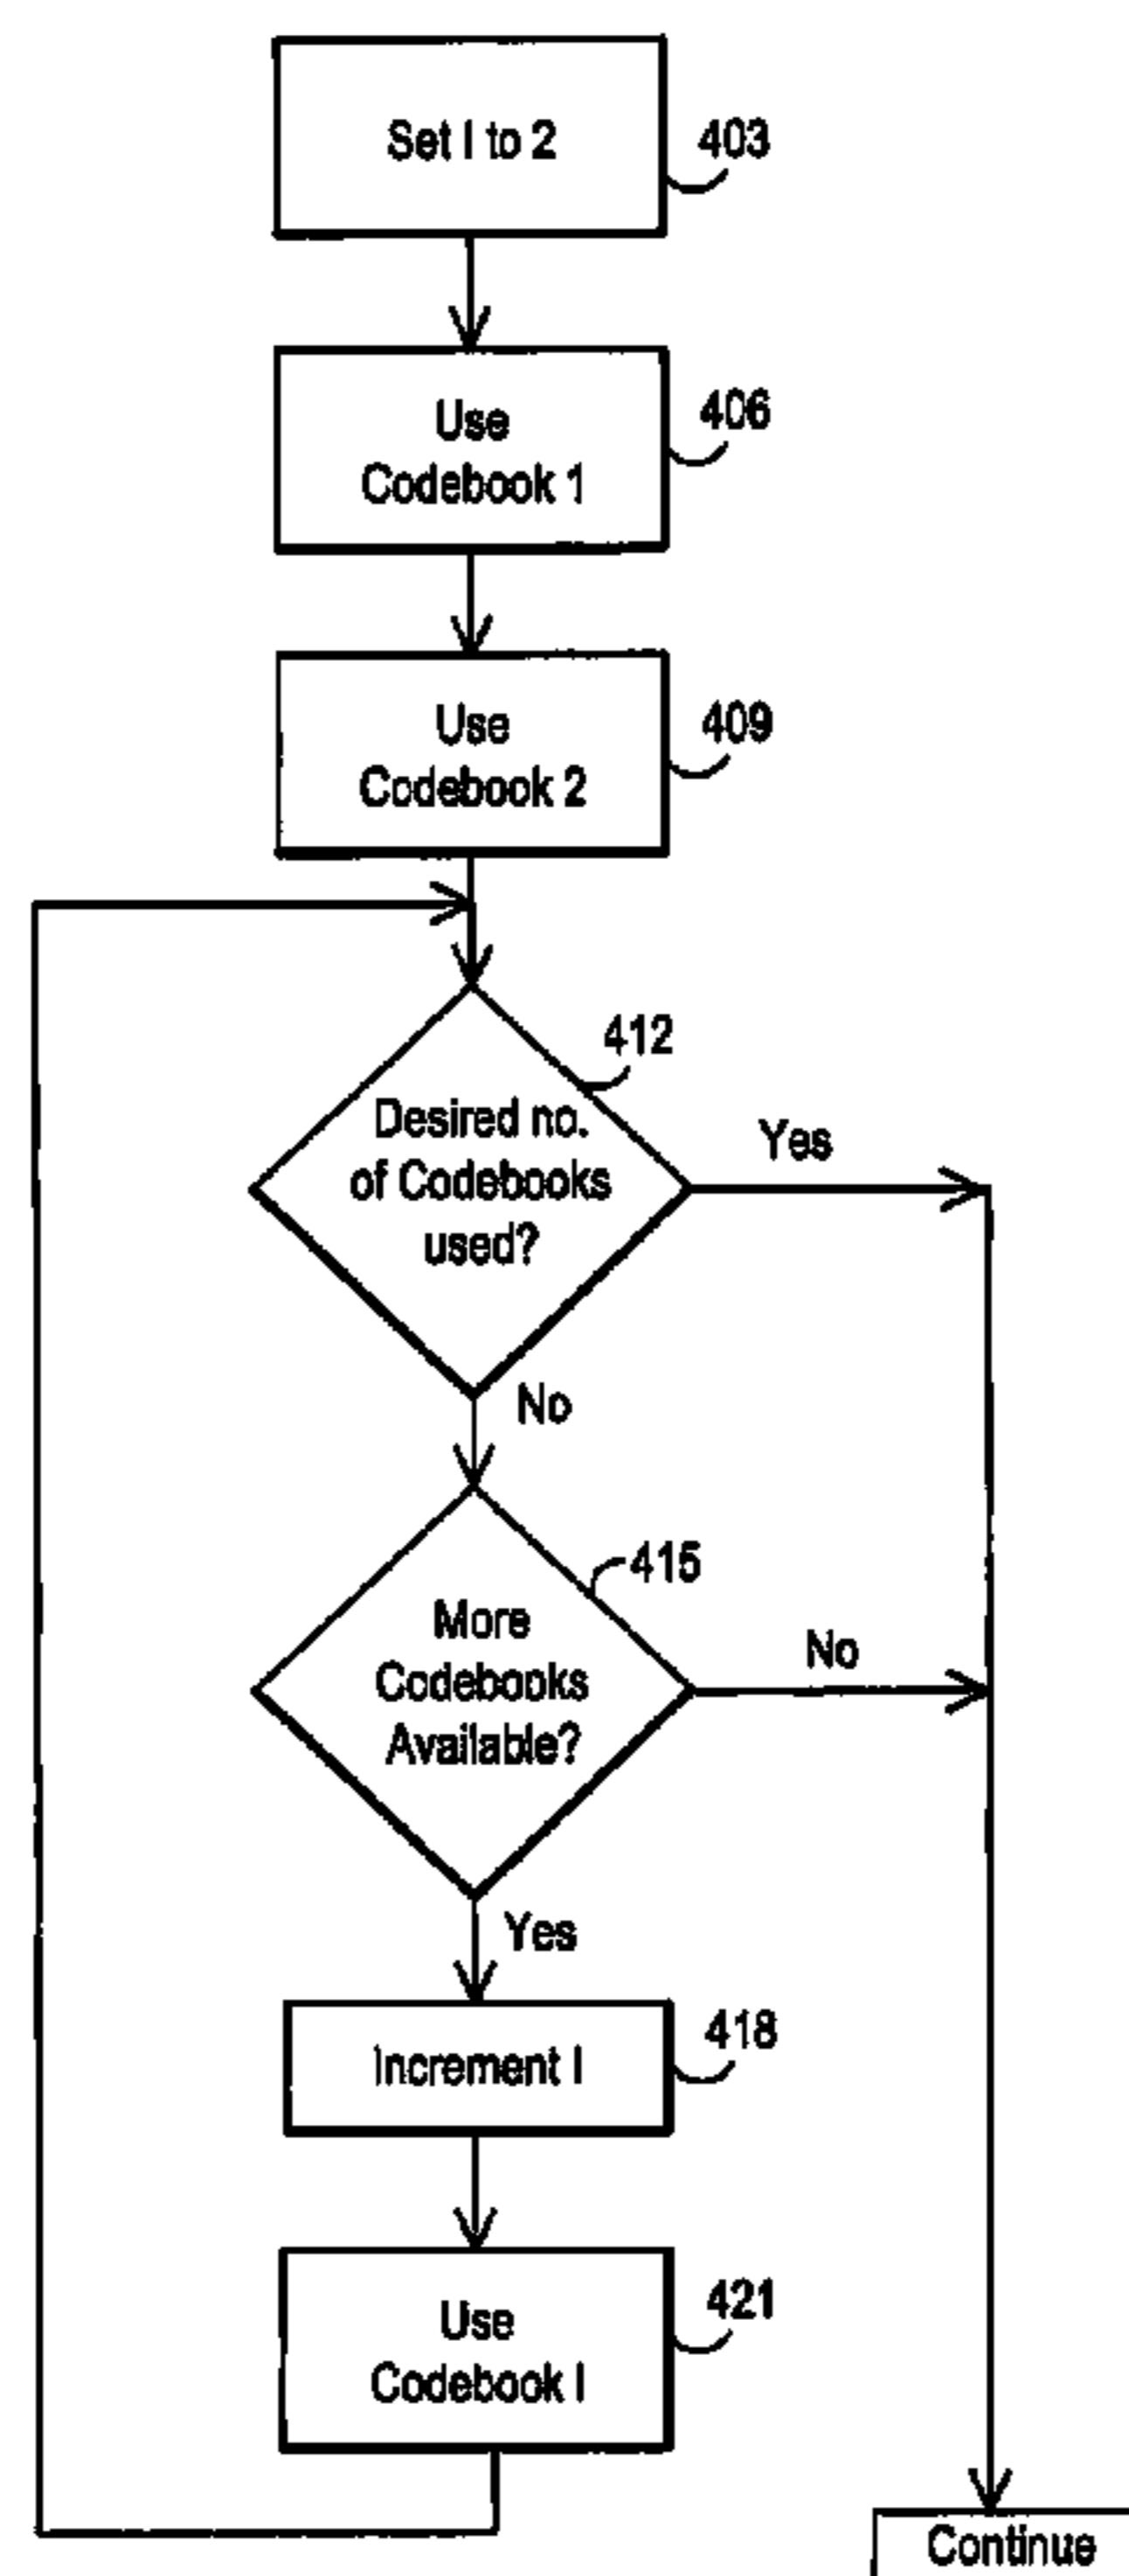 Set I to 2
403
Use
Codebook 1
406
Use
Codebook 2
409
412
Desired no.
of Codebooks
used?
Yes
No
415
More
Codebooks
Available?
No
Yes
Increment I
418
Use
Codebook I
421
Continue